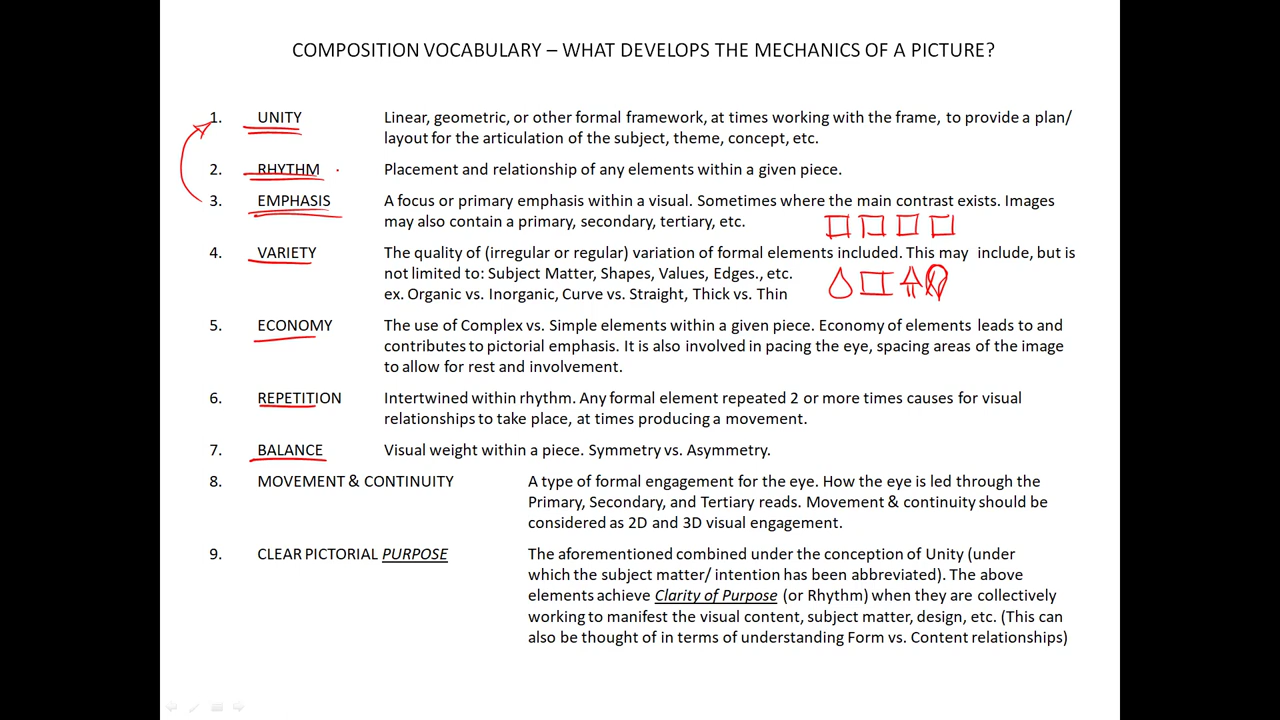 COMPOSITION VOCABULARY – WHAT DEVELOPS THE MECHANICS OF A PICTURE?
1. UNITY Linear, geometric, or other formal framework, at times working with the frame, to provide a plan/
layout for the articulation of the subject, theme, concept, etc.
2. RHYTHM Placement and relationship of any elements within a given piece.
3. EMPHASIS A focus or primary emphasis within a visual. Sometimes where the main contrast exists. Images
may also contain a primary, secondary, tertiary, etc.
4. VARIETY The quality of (irregular or regular) variation of formal elements included. This may include, but is
not limited to: Subject Matter, Shapes, Values, Edges., etc.
ex. Organic vs. Inorganic, Curve vs. Straight, Thick vs. Thin
5. ECONOMY The use of Complex vs. Simple elements within a given piece. Economy of elements leads to and
contributes to pictorial emphasis. It is also involved in pacing the eye, spacing areas of the image
to allow for rest and involvement.
6. REPETITION Intertwined within rhythm. Any formal element repeated 2 or more times causes for visual
relationships to take place, at times producing a movement.
7. BALANCE Visual weight within a piece. Symmetry vs. Asymmetry.
8. MOVEMENT & CONTINUITY A type of formal engagement for the eye. How the eye is led through the
Primary, Secondary, and Tertiary reads. Movement & continuity should be
considered as 2D and 3D visual engagement.
9. CLEAR PICTORIAL PURPOSE The aforementioned combined under the conception of Unity (under
which the subject matter/ intention has been abbreviated). The above
elements achieve Clarity of Purpose (or Rhythm) when they are collectively
working to manifest the visual content, subject matter, design, etc. (This can
also be thought of in terms of understanding Form vs. Content relationships)